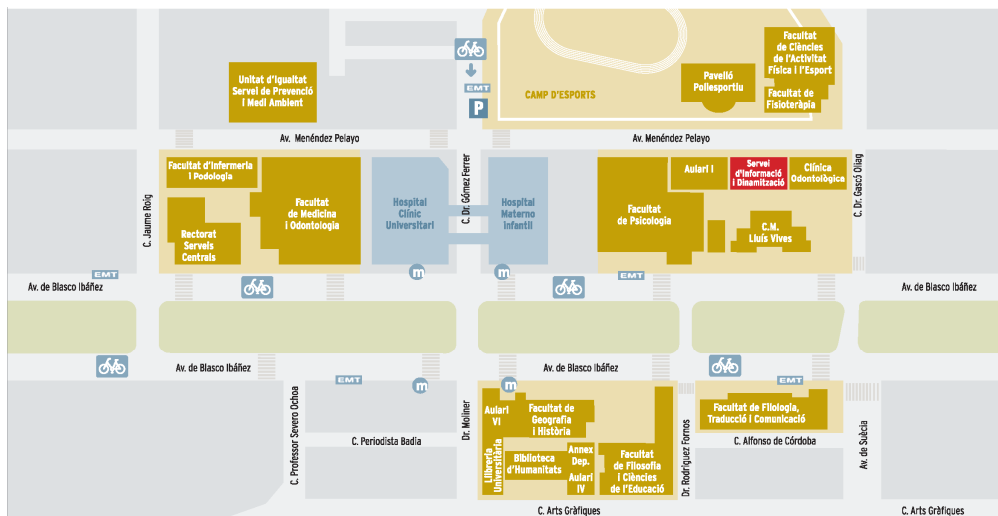 Unitat d'Igualtat
Servei de Prevenció
i Medi Ambient
EMT
P
CAMP D'ESPORTS
Pavelló
Poliesportiu
Facultat
de Ciències
de l'Activitat
Física i l'Esport
Facultat de
Fisioteràpia
Av. Menéndez Pelayo
Av. Menéndez Pelayo
C. Jaume Roig
Facultat d'Infermeria
i Podologia
Rectorat
Serveis
Centrals
Facultat
de Medicina
i Odontologia
Hospital
Clínic
Universitari
C. Dr. Gómez Ferrer
Hospital
Materno
Infantil
Facultat
de Psicologia
Aulari I
Servei
d'Informació
i Dinamització
Clínica
Odontològica
C.M.
Lluís Vives
C. Dr. Gascó Oliag
EMT
m
m
EMT
Av. de Blasco Ibáñez
Av. de Blasco Ibáñez
Av. de Blasco Ibáñez
Av. de Blasco Ibáñez
EMT
m
m
EMT
C. Professor Severo Ochoa
C. Periodista Badia
Dr. Moliner
Aulari
VI
Facultat de
Geografia
i Història
Llibreria
Universitària
Biblioteca
d'Humanitats
Annex
Dep.
Aulari
IV
Facultat
de Filosofia
i Ciències
de l'Educació
Dr. Rodríguez Fornos
Facultat de Filologia,
Traducció i Comunicació
C. Alfonso de Córdoba
Av. de Suècia
C. Arts Gràfiques
C. Arts Gràfiques